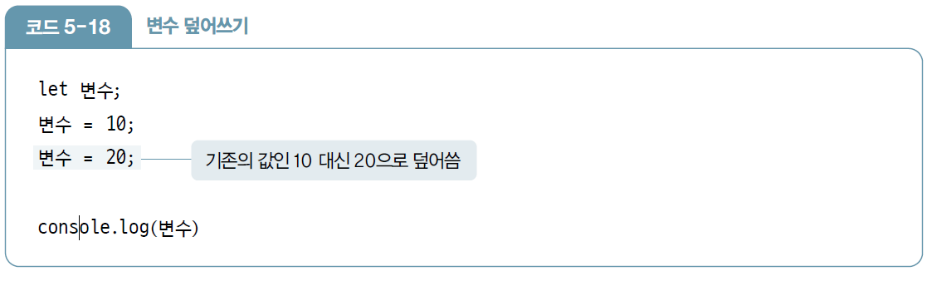 코드 5-18 변수 덮어쓰기
let 변수;
변수 = 10;
변수 = 20; 기존의 값인 10 대신 20으로 덮어씀
console.log(변수)